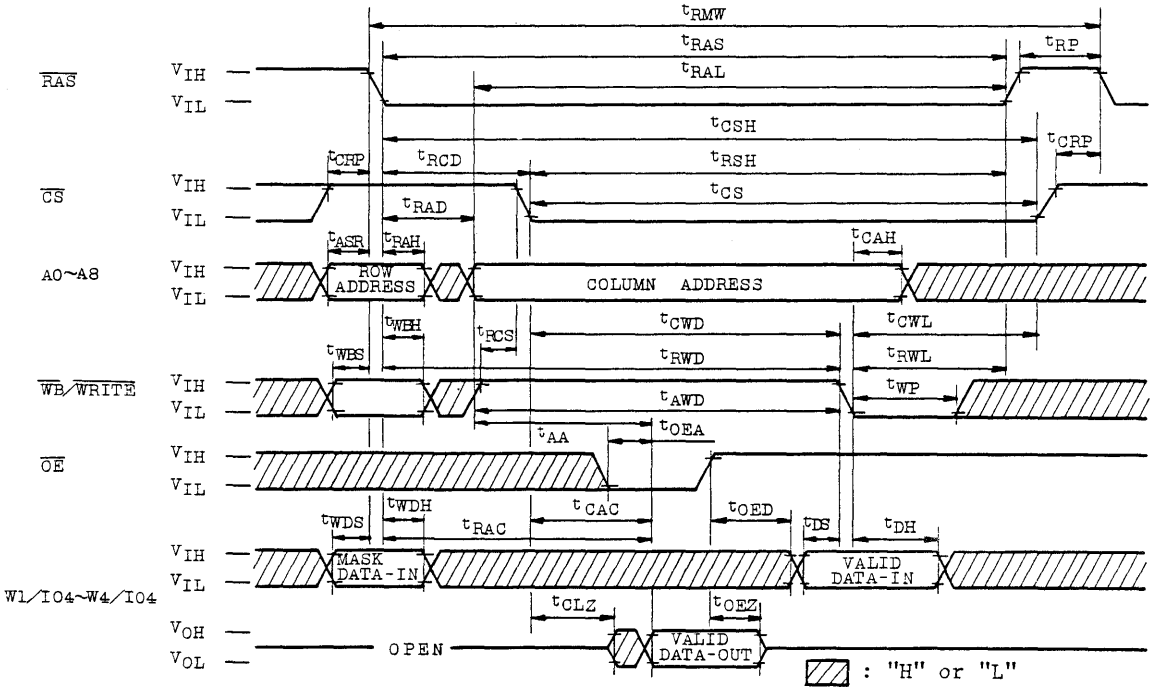 tRMW
tRAS
tRP
tRAL
RAS
VIH
VIL
tCSH
tCRP
tRCD
tRSH
tCRP
CS
VIH
VIL
tRAD
tCS
tASR
tRAH
tCAH
A0~A8
VIH
VIL
ROW
ADDRESS
COLUMN ADDRESS
tWBH
tRCS
tCWD
tCWL
tWBS
tRWD
tRWL
WB/WRITE
VIH
VIL
tAWD
tWP
tAA
tOEA
OE
VIH
VIL
tWDS
tWDH
tRAC
tCAC
tOED
tDS
tDH
VIH
VIL
MASK
DATA-IN
VALID
DATA-IN
W1/IO4~W4/IO4
tCLZ
tOEZ
VOH
VOL
OPEN
VALID
DATA-OUT
: "H" or "L"